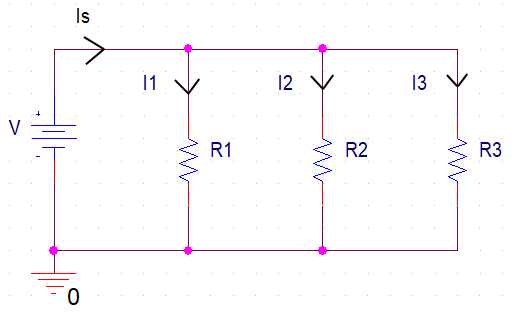 Is
I1 I2 I3
+
V R1 R2 R3
-
0